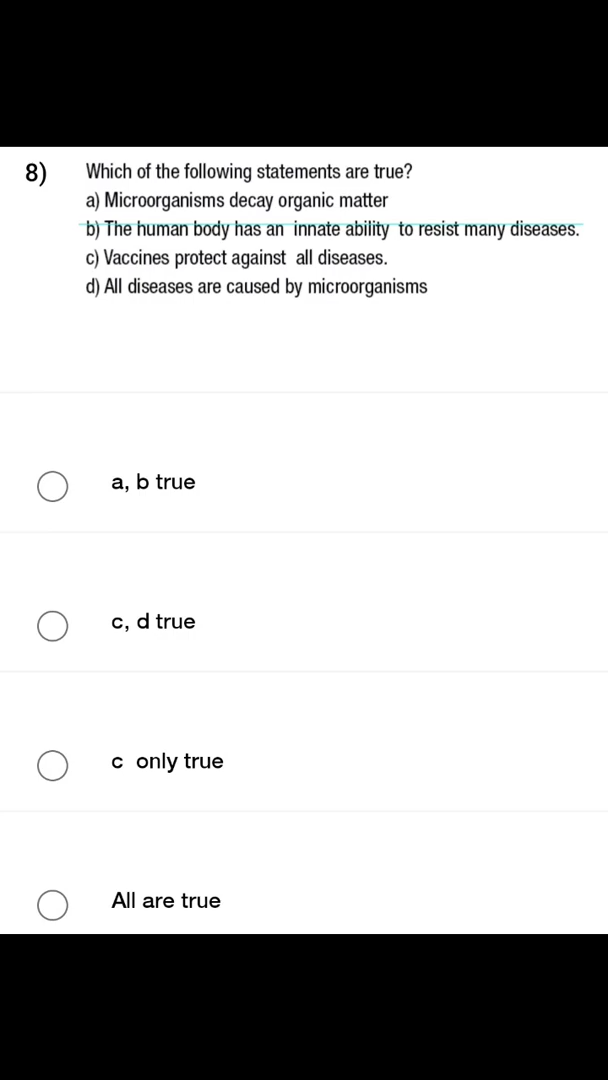 8) Which of the following statements are true?
a) Microorganisms decay organic matter
b) The human body has an innate ability to resist many diseases.
c) Vaccines protect against all diseases.
d) All diseases are caused by microorganisms
a, b true
c, d true
c only true
All are true